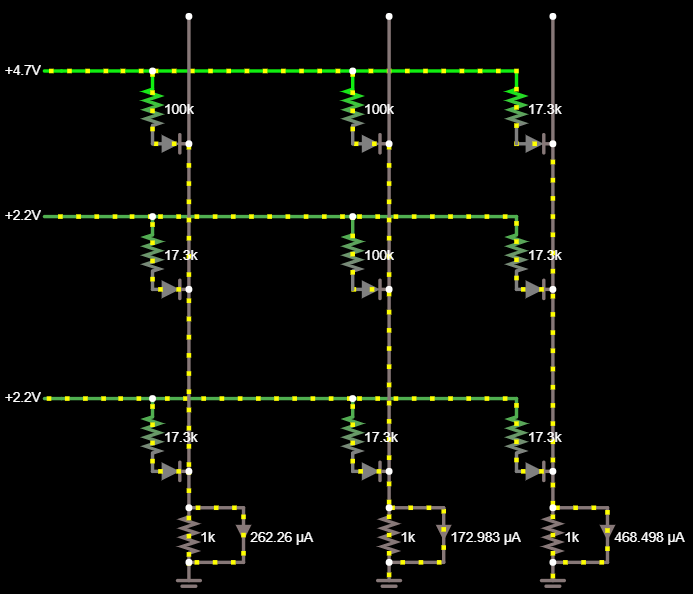 +4.7V
100k 100k 17.3k
+2.2V
17.3k 100k 17.3k
+2.2V
17.3k 17.3k 17.3k
1k 262.26 μA 1k 172.983 μA 1k 468.498 μA